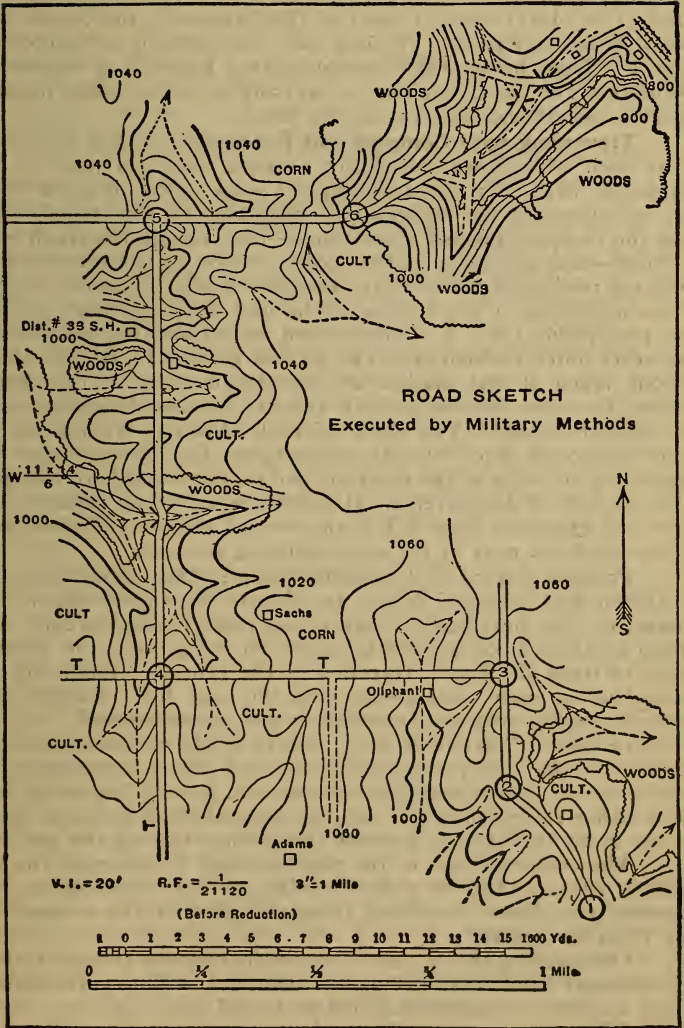 1040
WOODS
800
900
1040
1040
CORN
WOODS
5
6
CULT
1000
WOODS
Dist.# 38 S.H.
1000
WOODS
1040
ROAD SKETCH
Executed by Military Methods
CULT.
W 11 x 14
6
WOODS
N
1000
1060
S
1020
1060
CULT
Sachs
CORN
T
T
4
3
Oliphant
CULT.
CULT.
2
WOODS
CULT.
1000
T
1060
Adams
V.I.=20' R.F.= 1/21120 3"=1 Mile
1
(Before Reduction)
1 0 1 2 3 4 5 6 7 8 9 10 11 12 13 14 15 1600 Yds.
0 ¼ ½ ¾ 1 Mile